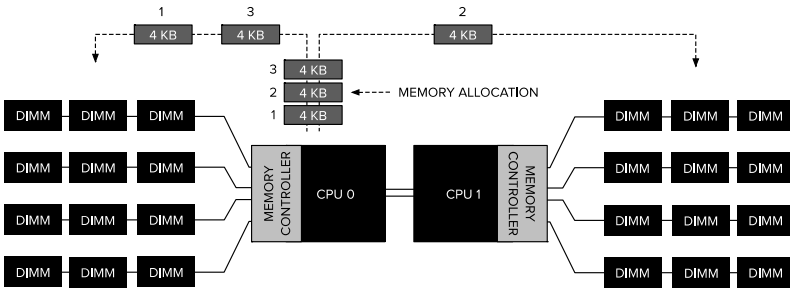 1 3 2
4 KB 4 KB 4 KB
3 4 KB
2 4 KB MEMORY ALLOCATION
1 4 KB
DIMM DIMM DIMM DIMM DIMM DIMM
MEMORY CONTROLLER CPU 0 CPU 1 MEMORY CONTROLLER
DIMM DIMM DIMM DIMM DIMM DIMM
DIMM DIMM DIMM DIMM DIMM DIMM
DIMM DIMM DIMM DIMM DIMM DIMM